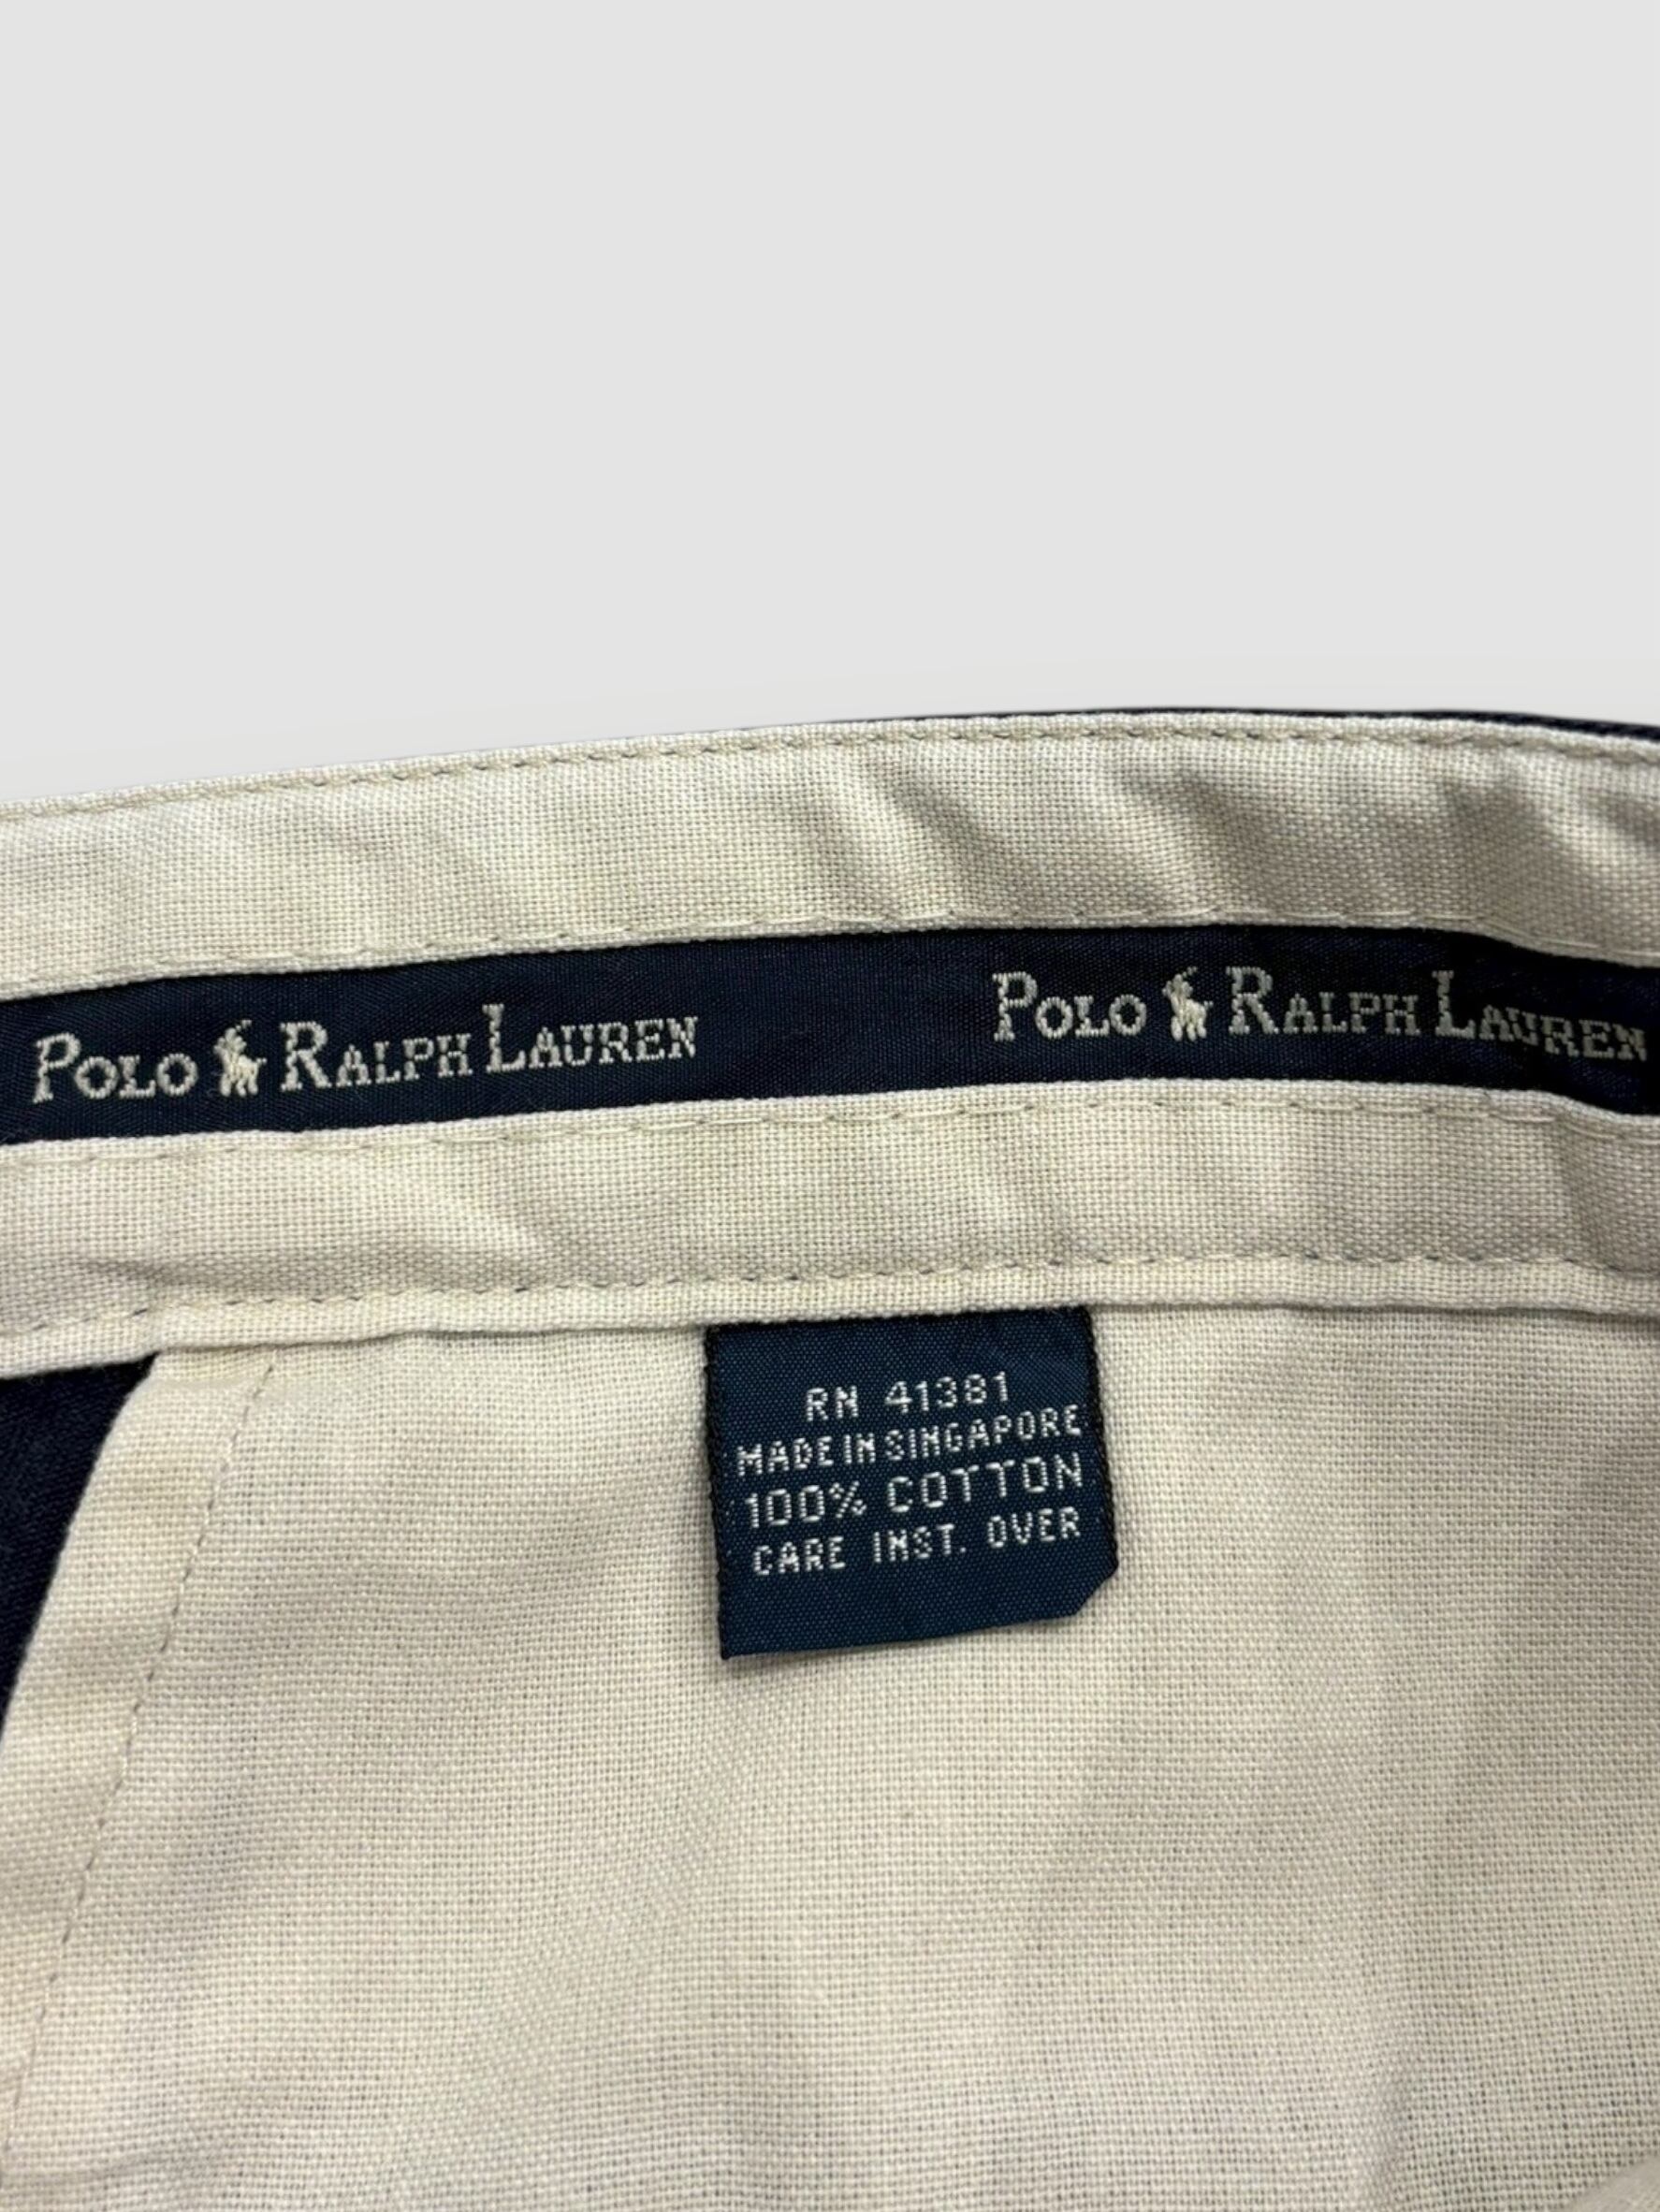 POLO RALPH LAUREN POLO RALPH LAUREN
RN 41381
MADE IN SINGAPORE
100% COTTON
CARE INST. OVER